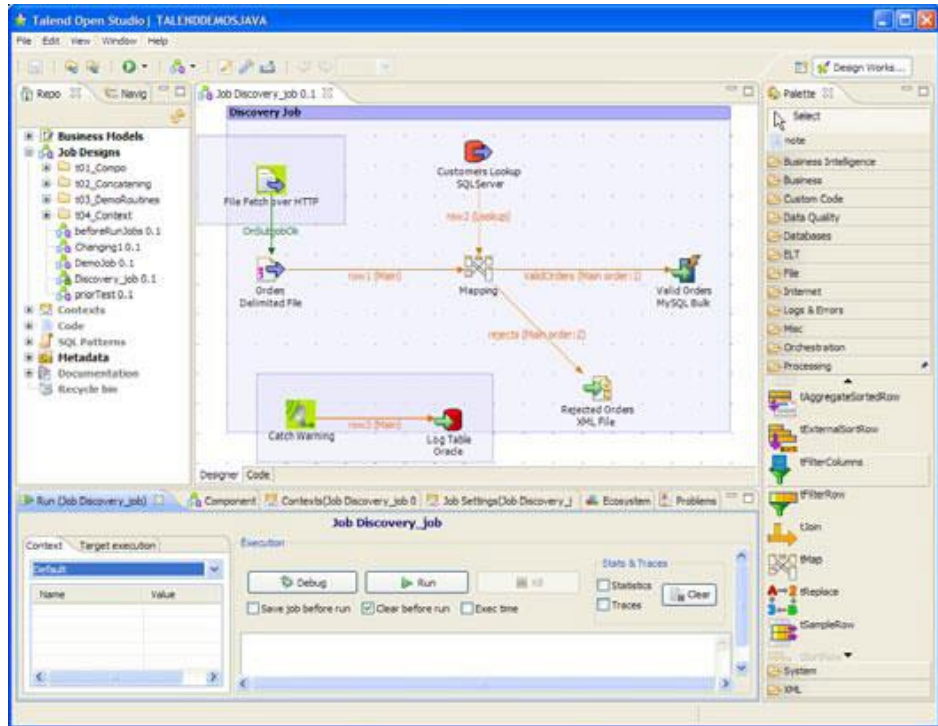 Talend Open Studio | TALENDDEMOSJAVA
File Edit View Window Help
Design Works...
Repo
Navig
Business Models
Job Designs
t01_Compo
t02_Concatering
t03_DemoRoutines
t04_Context
beforeRunJobs 0.1
Changing1 0.1
DemoJob 0.1
Discovery_job 0.1
priorTest 0.1
Contexts
Code
SQL Patterns
Metadata
Documentation
Recycle bin
Job Discovery_job 0.1
Discovery Job
File Fetch over HTTP
OnSubjobOk
Customers Lookup
SQLServer
row2 (Lookup)
Orders
Delimited File
row1 (Main)
Mapping
validOrders (Main order:1)
Valid Orders
MySQL Bulk
rejects (Main order:2)
Rejected Orders
XML File
Catch Warning
row3 (Main)
Log Table
Oracle
Designer Code
Palette
Select
note
Business Intelligence
Business
Custom Code
Data Quality
Databases
ELT
File
Internet
Logs & Errors
Misc
Orchestration
Processing
tAggregateSortedRow
tExternalSortRow
tFilterColumns
tFilterRow
tJoin
tMap
tReplace
tSampleRow
System
XML
Run (Job Discovery_job)
Component
Contexts(Job Discovery_job 0
Job Settings(Job Discovery_j
Ecosystem
Problems
Job Discovery_job
Context
Target execution
Default
Name
Value
Execution
Debug
Run
Kill
Save job before run
Clear before run
Exec time
Stats & Traces
Statistics
Traces
Clear